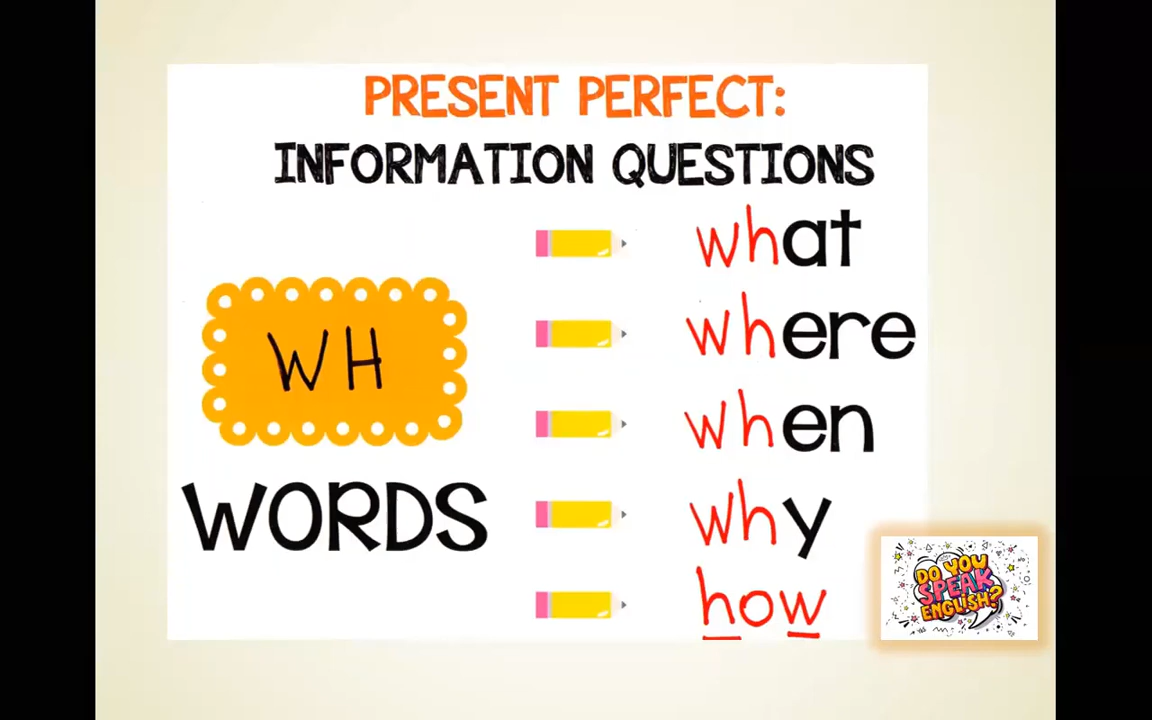 PRESENT PERFECT:
INFORMATION QUESTIONS
WH
WORDS
what
where
when
why
how
DO YOU
SPEAK
ENGLISH?